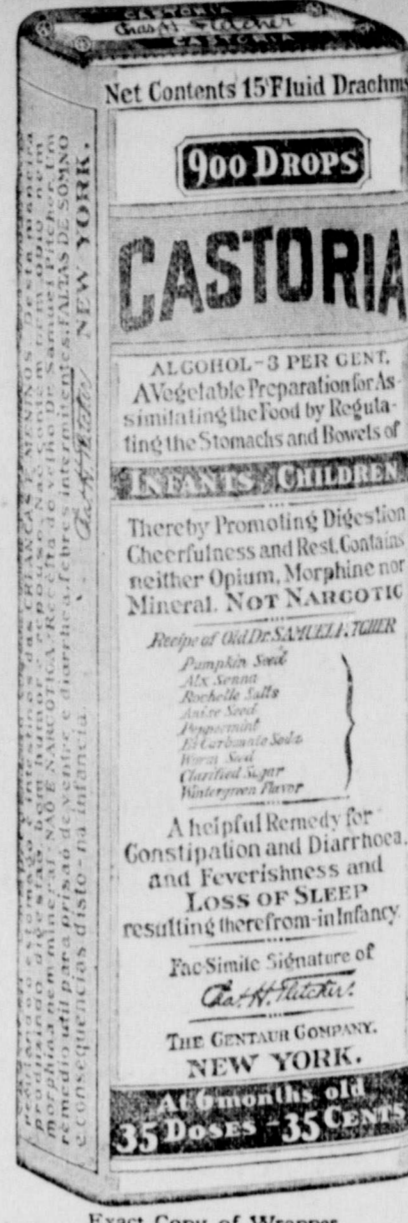 CASTORIA
Chas. H. Fletcher
CASTORIA
Net Contents 15 Fluid Drachms
900 DROPS
CASTORIA
ALCOHOL-3 PER CENT.
A Vegetable Preparation for As-
similating the Food by Regula-
ting the Stomachs and Bowels of
INFANTS CHILDREN
Thereby Promoting Digestion
Cheerfulness and Rest. Contains
neither Opium, Morphine nor
Mineral. NOT NARCOTIC
Recipe of Old Dr. SAMUEL
Pumpkin Seed
Alx. Senna
Rochelle Salts
Anise Seed
Peppermint
Carbonate Soda
Worm Seed
Clarified Sugar
Wintergreen Flavor
A helpful Remedy for
Constipation and Diarrhoea,
and Feverishness and
LOSS OF SLEEP
resulting therefrom-in Infancy.
Fac-Simile Signature of
Chas. H. Fletcher.
THE CENTAUR COMPANY.
NEW YORK.
At 6 months old
35 DOSES - 35 CENTS
morphina nem mineral. NÃO É NARCOTICA. Receita do velho Dr Samuel Pitcher. Um
remedio util para prisão de ventre e diarrhea, febres intermitentes, FALTAS DE SOMNO
e consequencias disto-na infancia.
Chas. H. Fletcher
NEW YORK.
Exact Copy of Wrapper